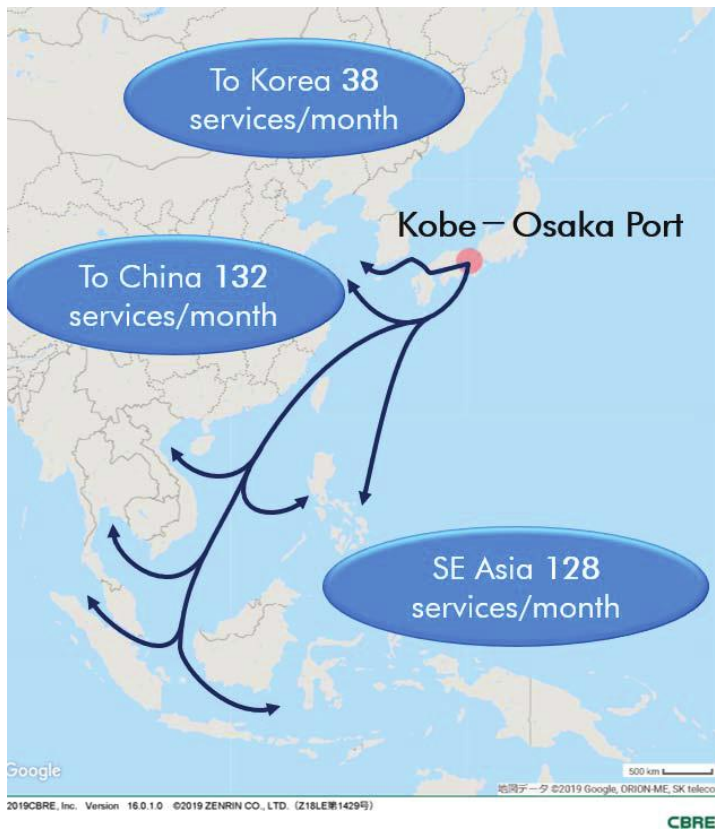 To Korea 38
services/month
Kobe－Osaka Port
To China 132
services/month
SE Asia 128
services/month
Google
500 km
地図データ ©2019 Google, ORION-ME, SK teleco
2019CBRE, Inc. Version 16.0.1.0 ©2019 ZENRIN CO., LTD. (Z18LE第1429号)
CBRE